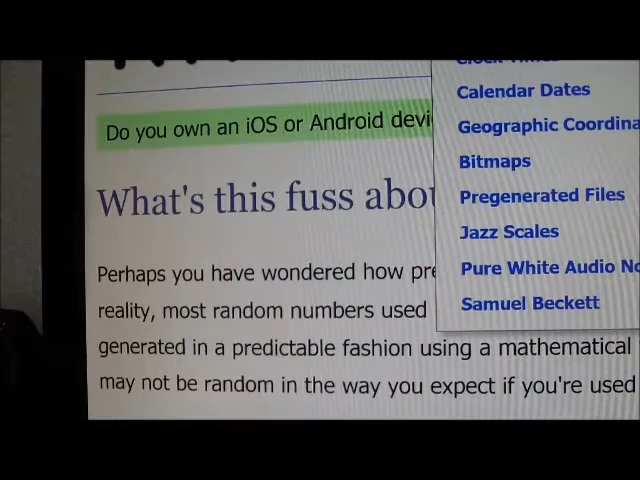 Clock Times
Calendar Dates
Geographic Coordina
Bitmaps
Pregenerated Files
Jazz Scales
Pure White Audio No
Samuel Beckett
Do you own an iOS or Android devi
What's this fuss abou
Perhaps you have wondered how pre
reality, most random numbers used
generated in a predictable fashion using a mathematical
may not be random in the way you expect if you're used